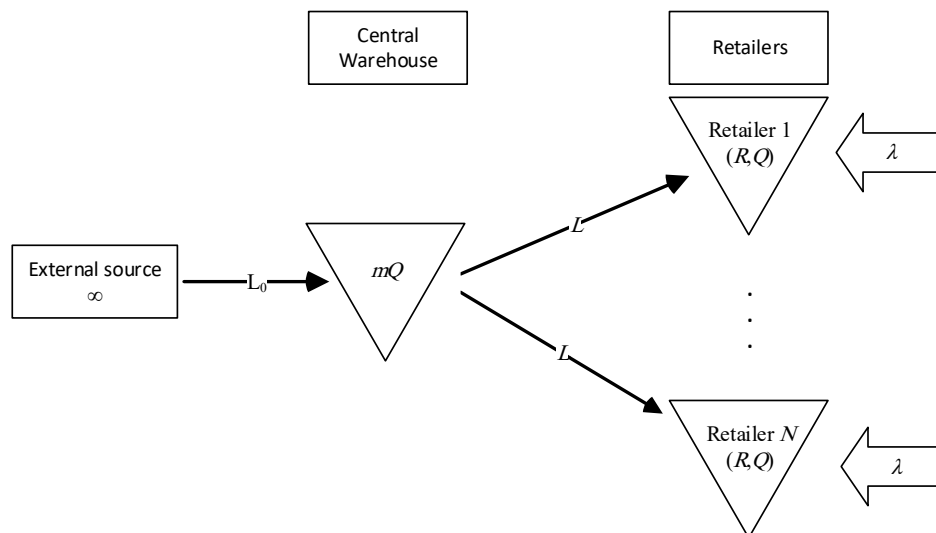 Central
Warehouse
Retailers
Retailer 1
(R,Q)
λ
L
External source
∞
L₀
mQ
.
.
.
L
Retailer N
(R,Q)
λ